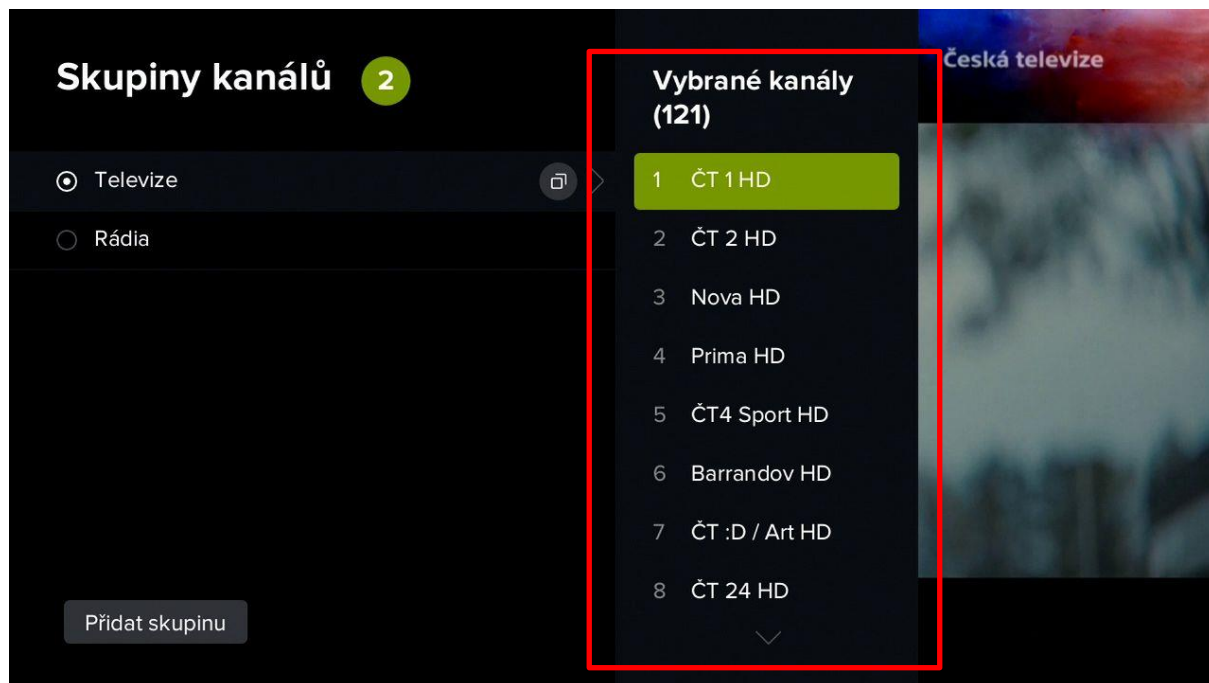 Skupiny kanálů 2
Televize
Rádia
Přidat skupinu
Vybrané kanály
(121)
1 ČT 1 HD
2 ČT 2 HD
3 Nova HD
4 Prima HD
5 ČT4 Sport HD
6 Barrandov HD
7 ČT :D / Art HD
8 ČT 24 HD
Česká televize